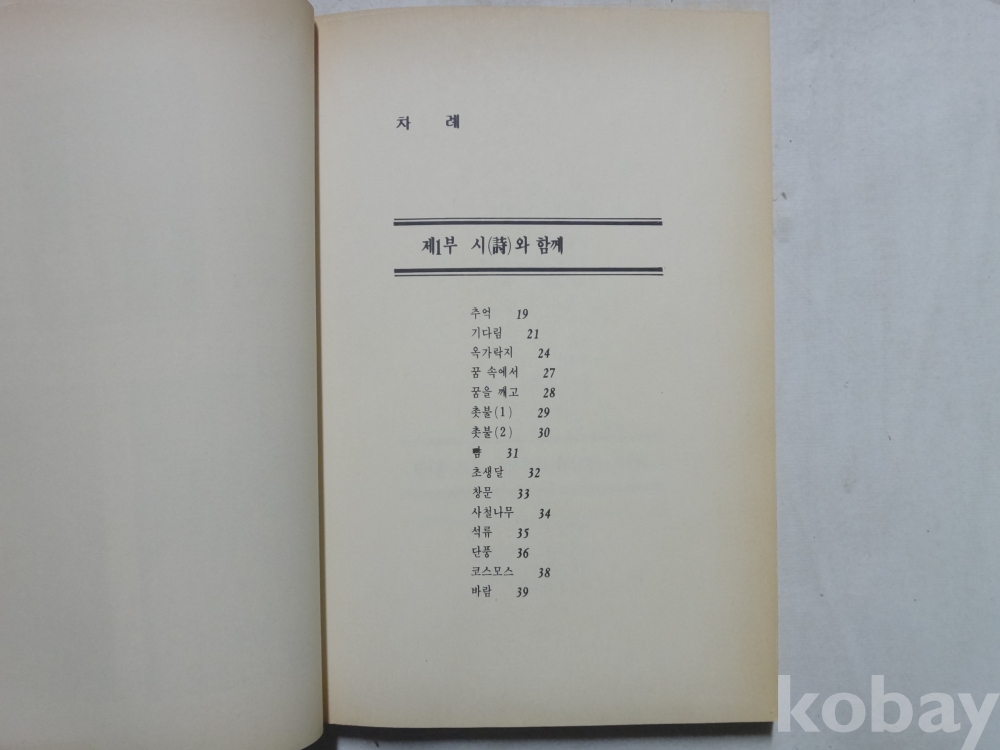 차 례
제1부 시(詩)와 함께
추억 19
기다림 21
옥가락지 24
꿈 속에서 27
꿈을 깨고 28
촛불(1) 29
촛불(2) 30
뺨 31
초생달 32
창문 33
사철나무 34
석류 35
단풍 36
코스모스 38
바람 39
kobay